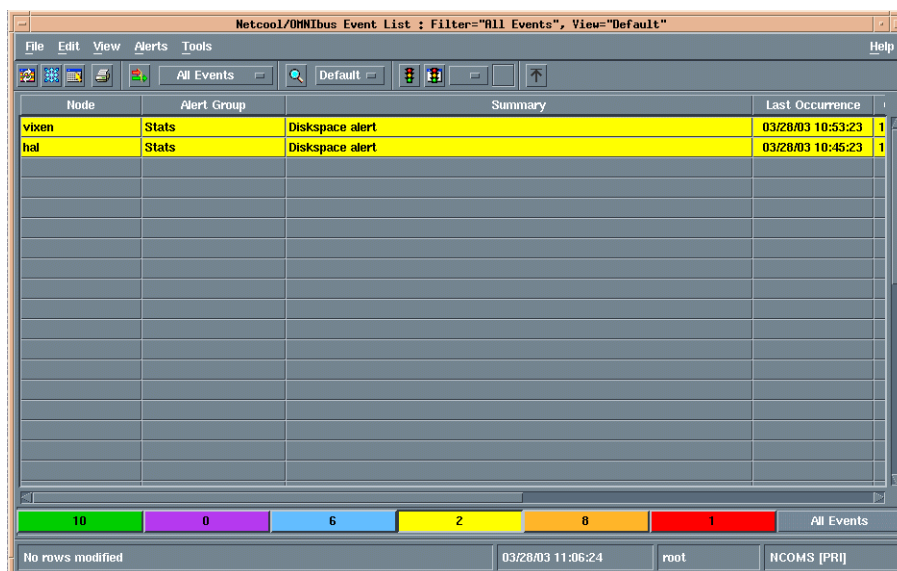 Netcool/OMNIbus Event List : Filter="All Events", View="Default"
File Edit View Alerts Tools Help
All Events Default
Node Alert Group Summary Last Occurrence
vixen Stats Diskspace alert 03/28/03 10:53:23 1
hal Stats Diskspace alert 03/28/03 10:45:23 1
10 0 6 2 8 1 All Events
No rows modified 03/28/03 11:06:24 root NCOMS [PRI]